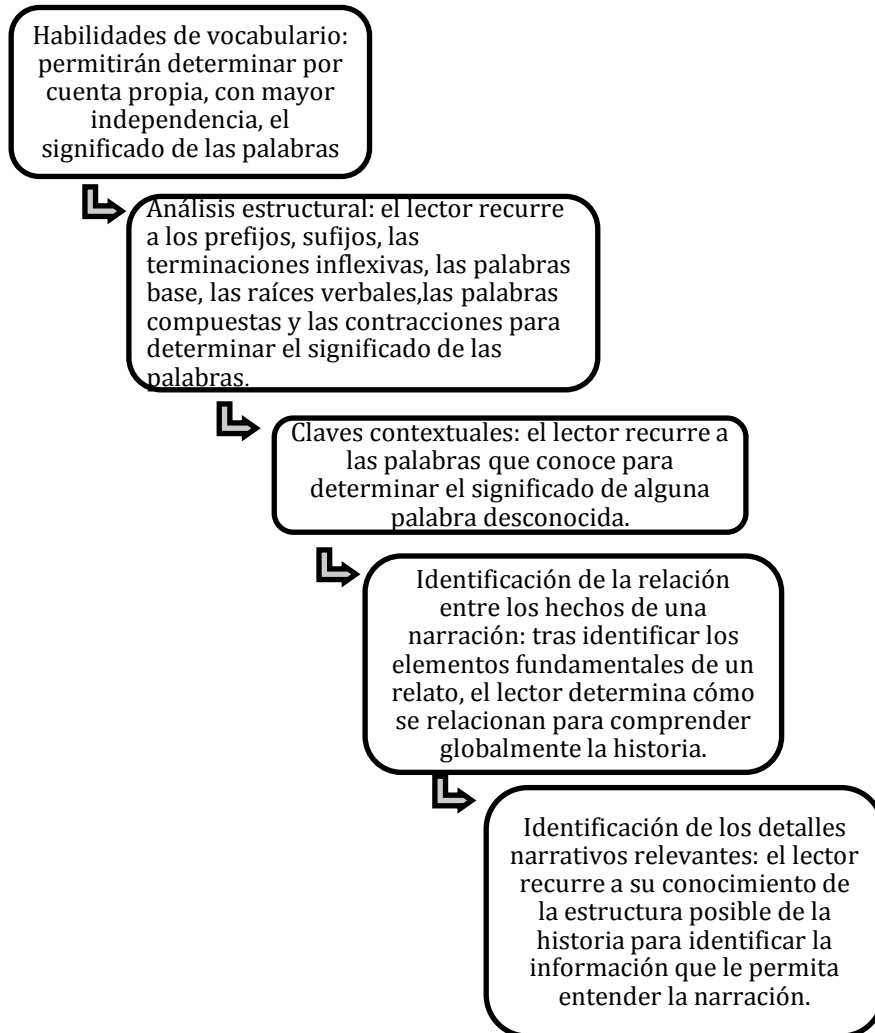 Habilidades de vocabulario:
permitirán determinar por
cuenta propia, con mayor
independencia, el
significado de las palabras
Análisis estructural: el lector recurre
a los prefijos, sufijos, las
terminaciones inflexivas, las palabras
base, las raíces verbales,las palabras
compuestas y las contracciones para
determinar el significado de las
palabras.
Claves contextuales: el lector recurre a
las palabras que conoce para
determinar el significado de alguna
palabra desconocida.
Identificación de la relación
entre los hechos de una
narración: tras identificar los
elementos fundamentales de un
relato, el lector determina cómo
se relacionan para comprender
globalmente la historia.
Identificación de los detalles
narrativos relevantes: el lector
recurre a su conocimiento de
la estructura posible de la
historia para identificar la
información que le permita
entender la narración.